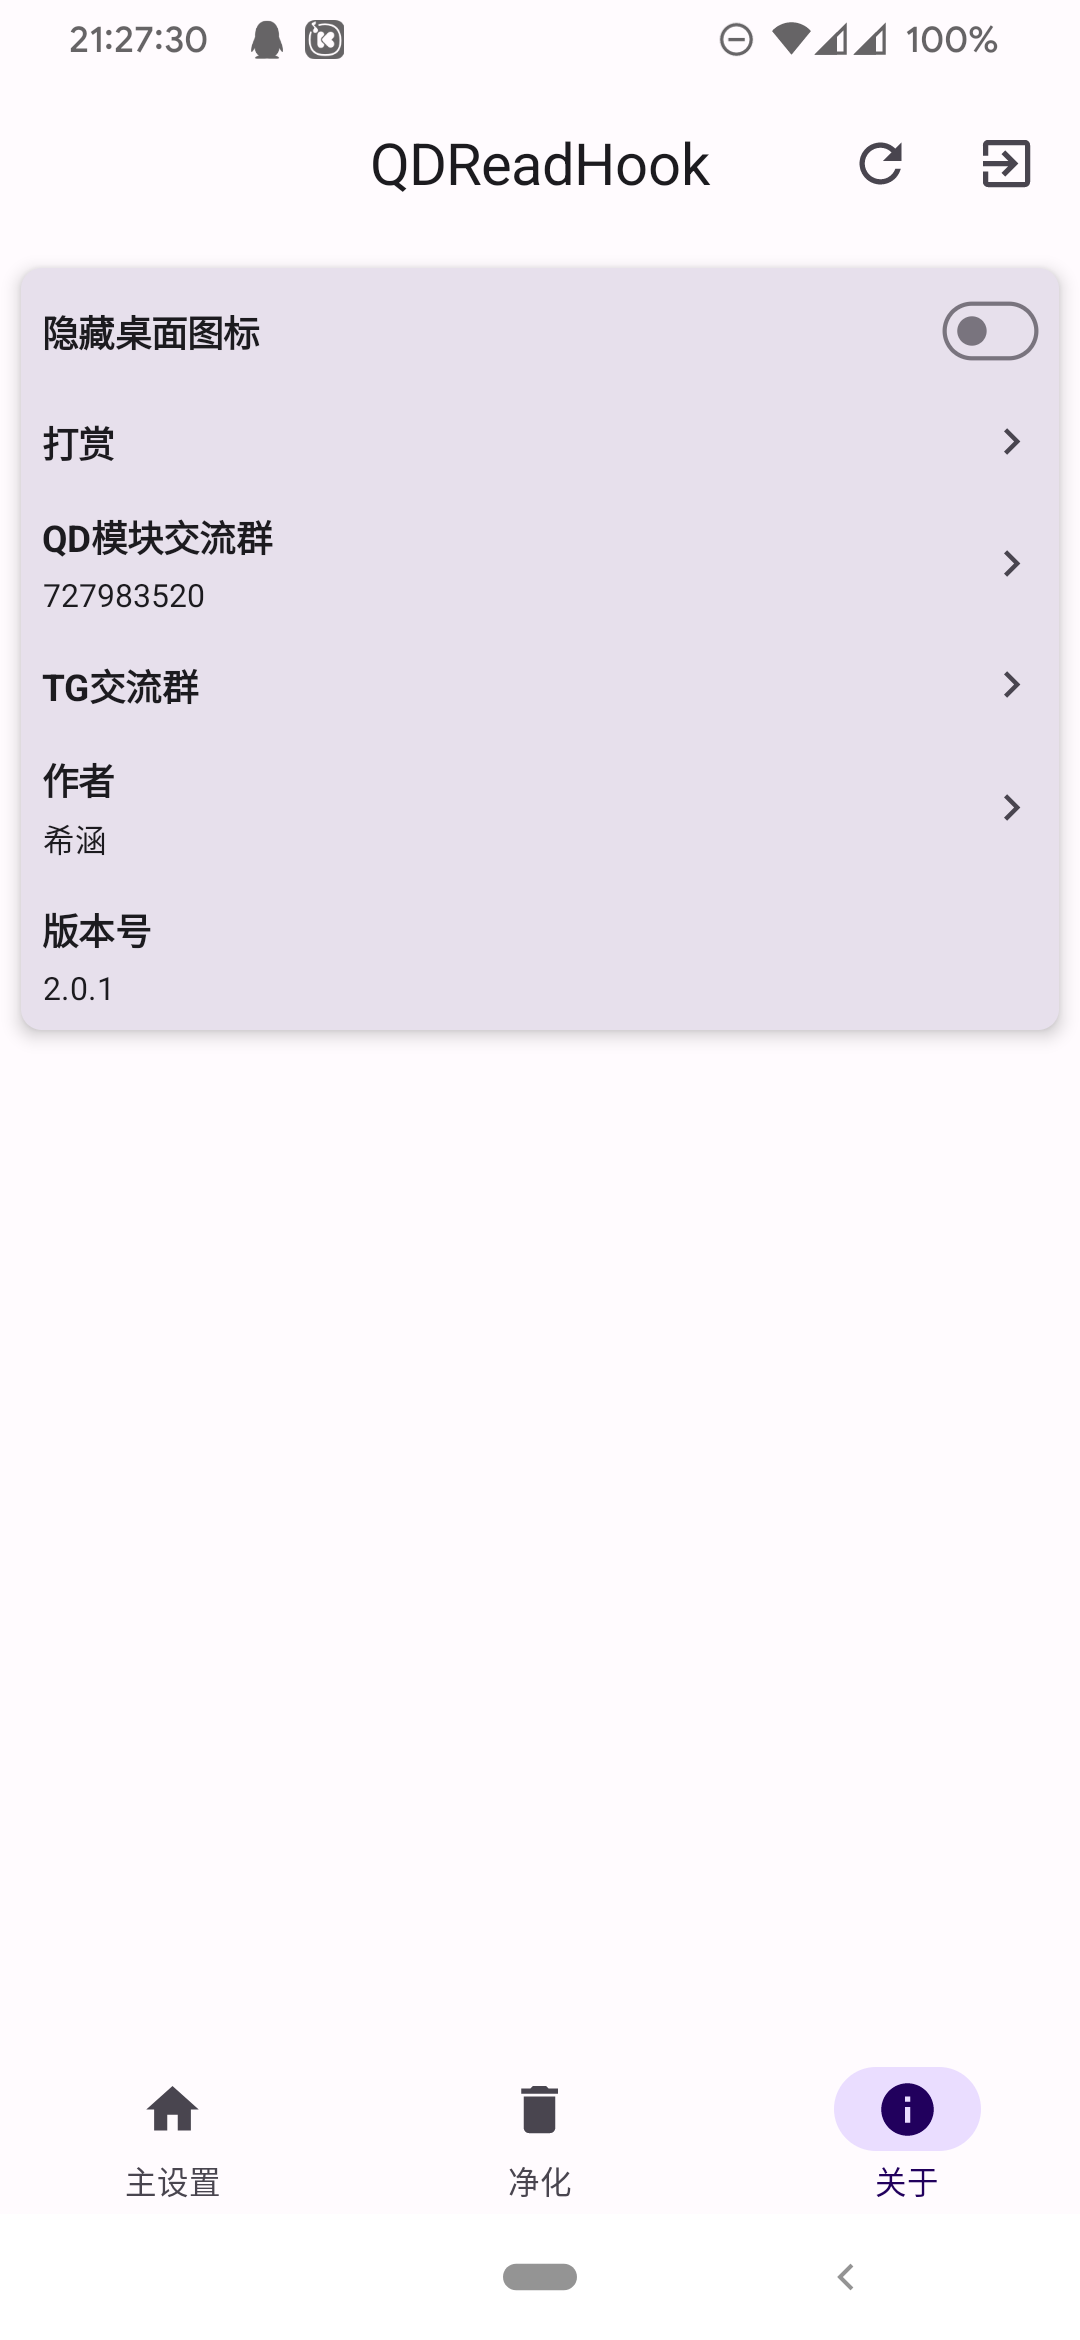 21:27:30
100%
QDReadHook
隐藏桌面图标
打赏
QD模块交流群
727983520
TG交流群
作者
希涵
版本号
2.0.1
主设置
净化
关于